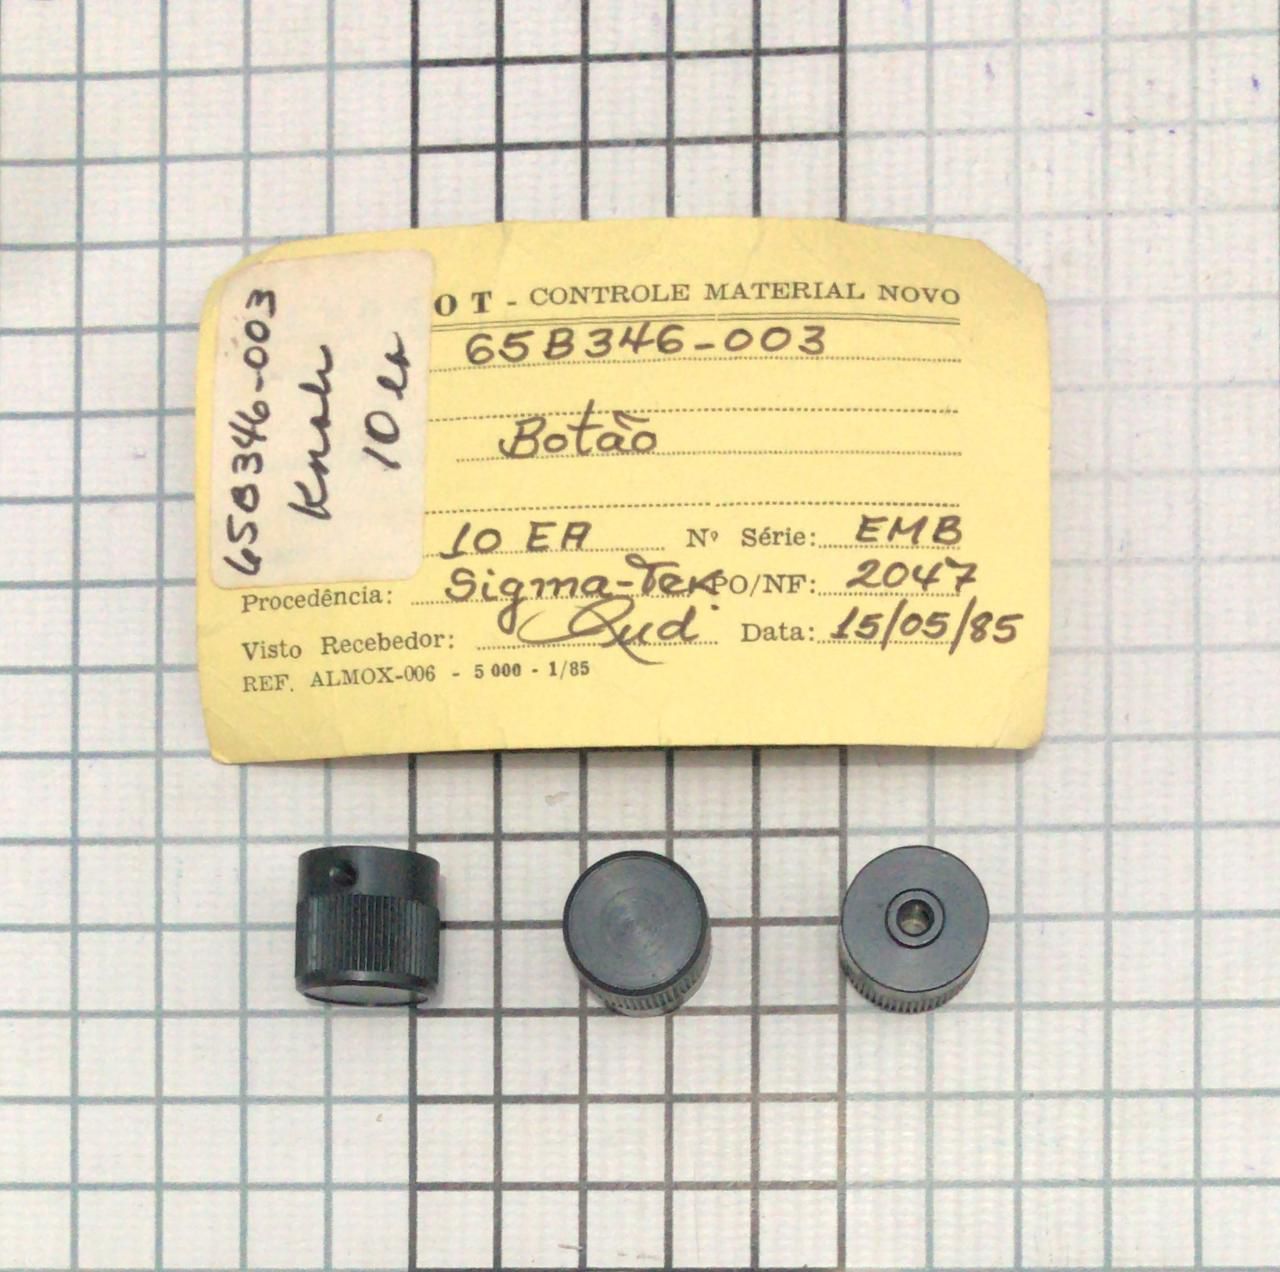 65B346-003
Knob
10 ea
OT - CONTROLE MATERIAL NOVO
65B346-003
Botão
10 EA Nº Série: EMB
Procedência: Sigma-Tek PO/NF: 2047
Visto Recebedor: Data: 15/05/85
REF. ALMOX-006 - 5 000 - 1/85